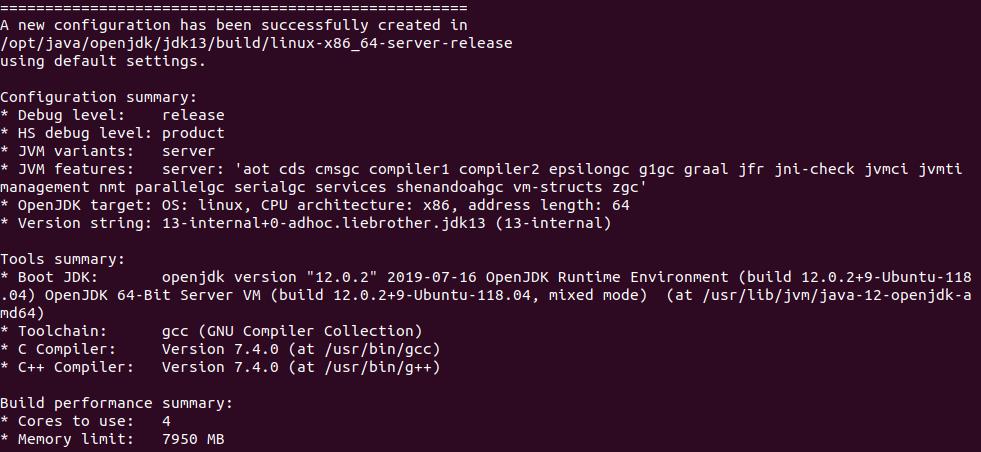 ====================================================
A new configuration has been successfully created in
/opt/java/openjdk/jdk13/build/linux-x86_64-server-release
using default settings.

Configuration summary:
* Debug level:    release
* HS debug level: product
* JVM variants:   server
* JVM features:   server: 'aot cds cmsgc compiler1 compiler2 epsilongc g1gc graal jfr jni-check jvmci jvmti
management nmt parallelgc serialgc services shenandoahgc vm-structs zgc'
* OpenJDK target: OS: linux, CPU architecture: x86, address length: 64
* Version string: 13-internal+0-adhoc.liebrother.jdk13 (13-internal)

Tools summary:
* Boot JDK:       openjdk version "12.0.2" 2019-07-16 OpenJDK Runtime Environment (build 12.0.2+9-Ubuntu-118
.04) OpenJDK 64-Bit Server VM (build 12.0.2+9-Ubuntu-118.04, mixed mode)  (at /usr/lib/jvm/java-12-openjdk-a
md64)
* Toolchain:      gcc (GNU Compiler Collection)
* C Compiler:     Version 7.4.0 (at /usr/bin/gcc)
* C++ Compiler:   Version 7.4.0 (at /usr/bin/g++)

Build performance summary:
* Cores to use:   4
* Memory limit:   7950 MB